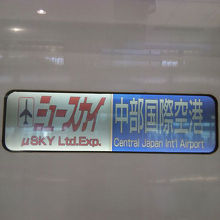 ミュースカイ
μSKY Ltd.Exp.
中部国際空港
Central Japan Int'l Airport